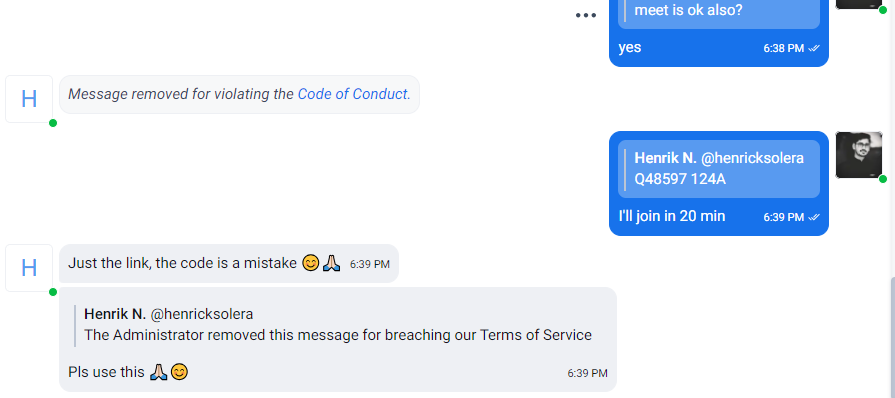 meet is ok also?
yes 6:38 PM
H
Message removed for violating the Code of Conduct.
Henrik N. @henricksolera
Q48597 124A
I'll join in 20 min 6:39 PM
H
Just the link, the code is a mistake 😊🙏🏻 6:39 PM
Henrik N. @henricksolera
The Administrator removed this message for breaching our Terms of Service
Pls use this 🙏🏻😊 6:39 PM